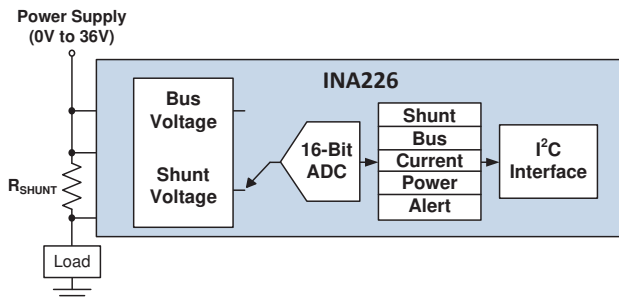 Power Supply
(0V to 36V)
INA226
Bus
Voltage
Shunt
Voltage
16-Bit
ADC
Shunt
Bus
Current
Power
Alert
I²C
Interface
RSHUNT
Load